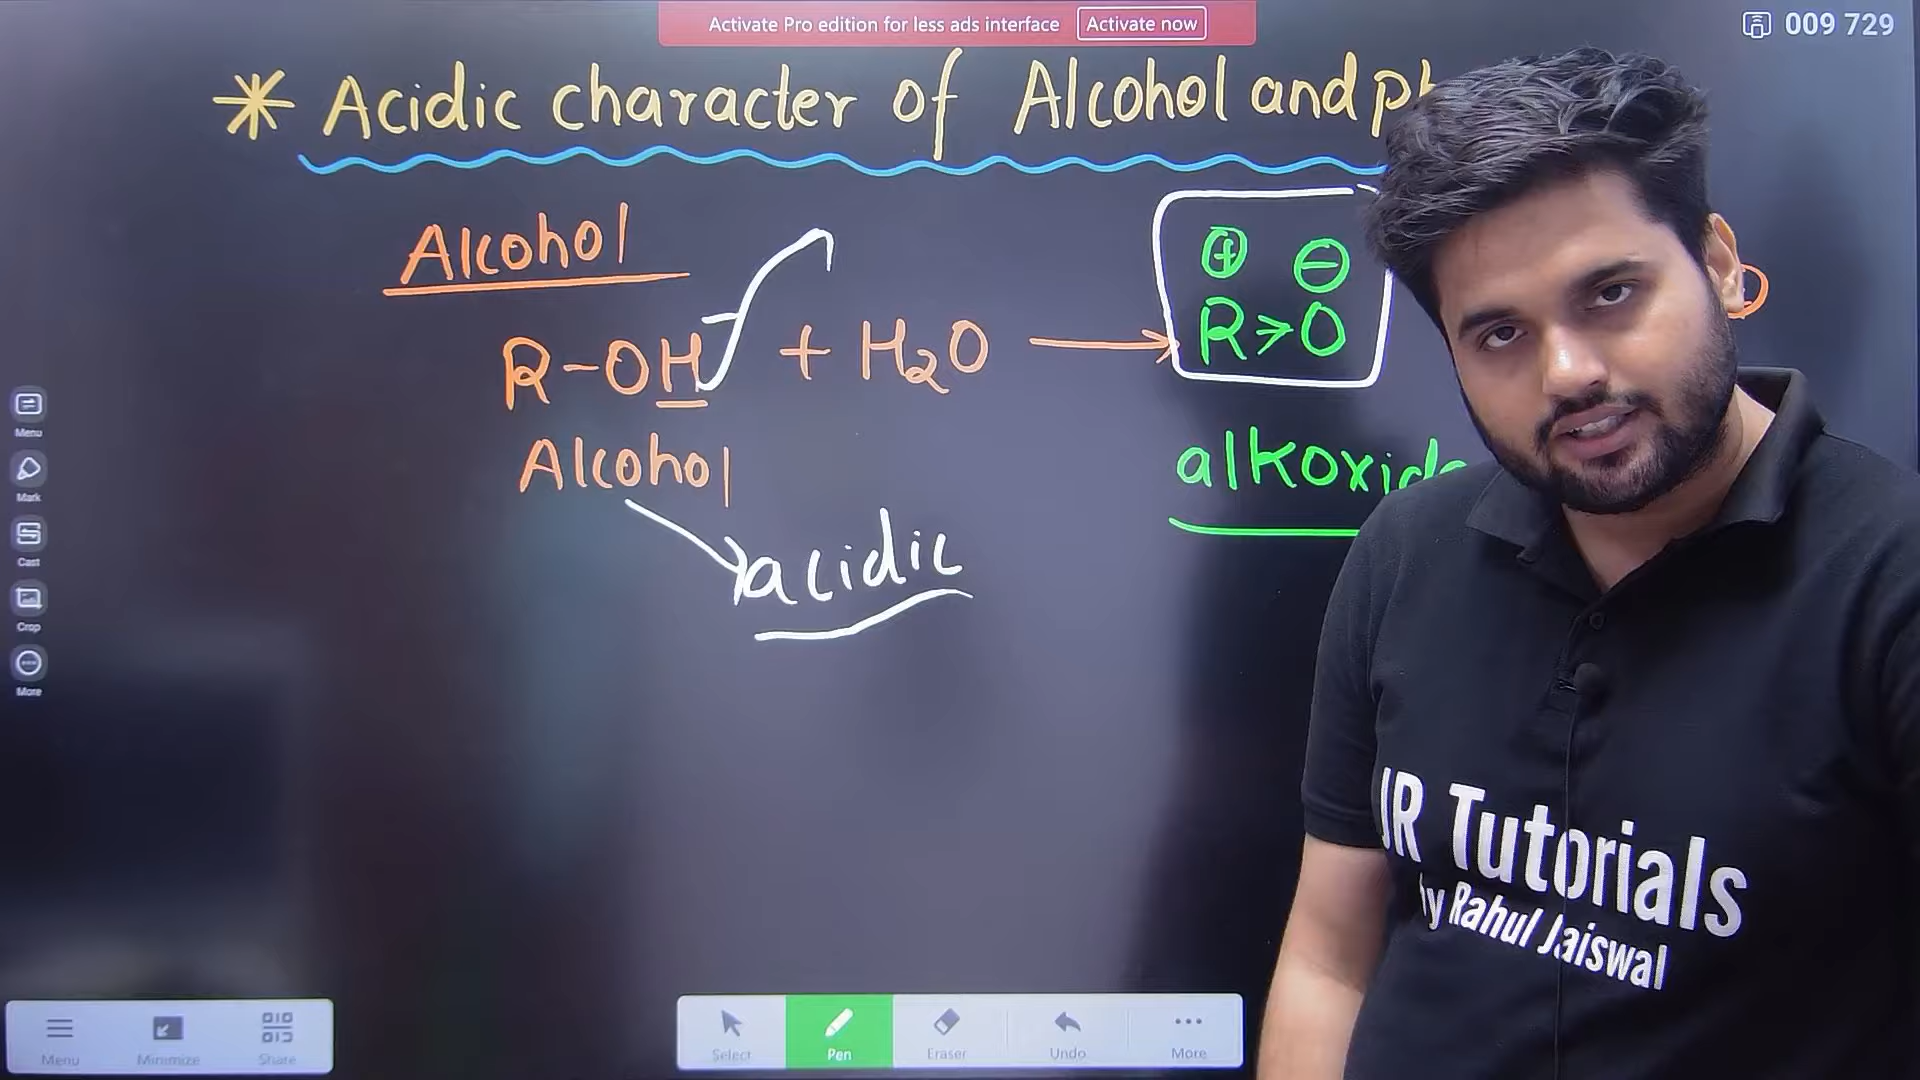 Activate Pro edition for less ads interface Activate now
009 729
* Acidic character of Alcohol and ph
Alcohol
⊕ ⊖
R-OH + H2O → R > O
Alcohol
alkoxid
acidic
Menu
Mark
Cast
Crop
More
JR Tutorials
by Rahul Jaiswal
Menu Minimize Share
Select Pen Eraser Undo More